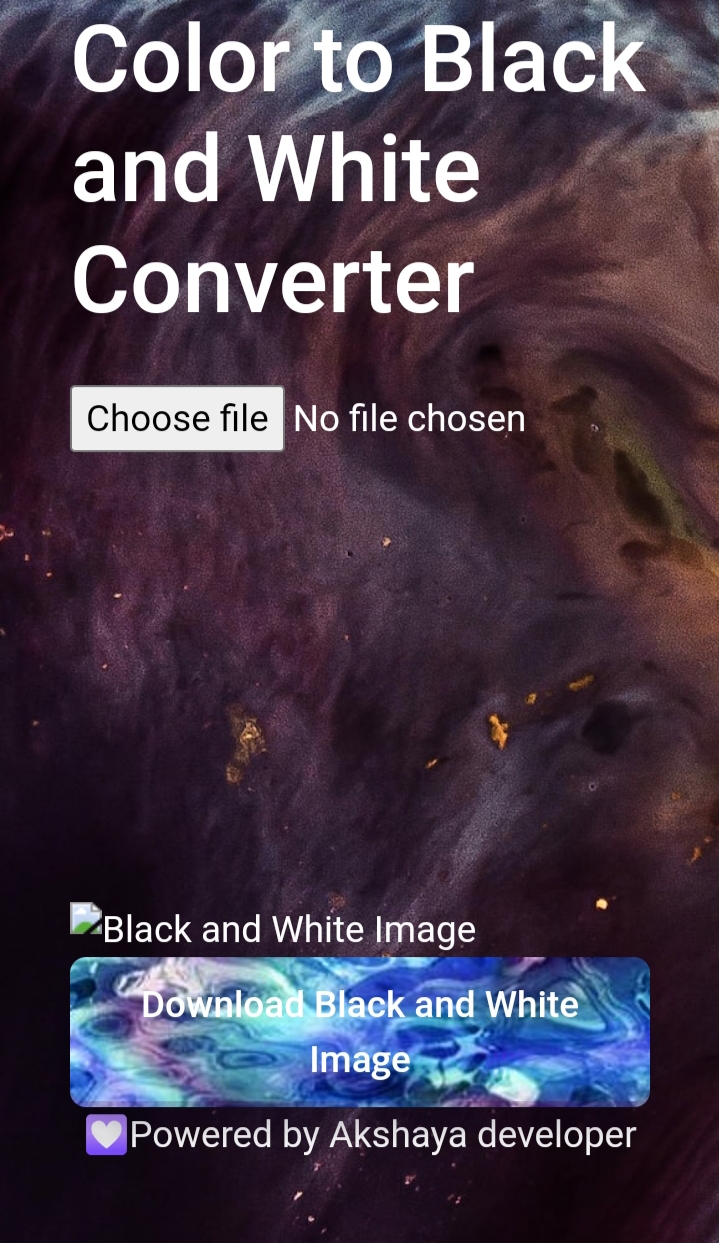 Color to Black
and White
Converter
Choose file No file chosen
Black and White Image
Download Black and White
Image
💟Powered by Akshaya developer